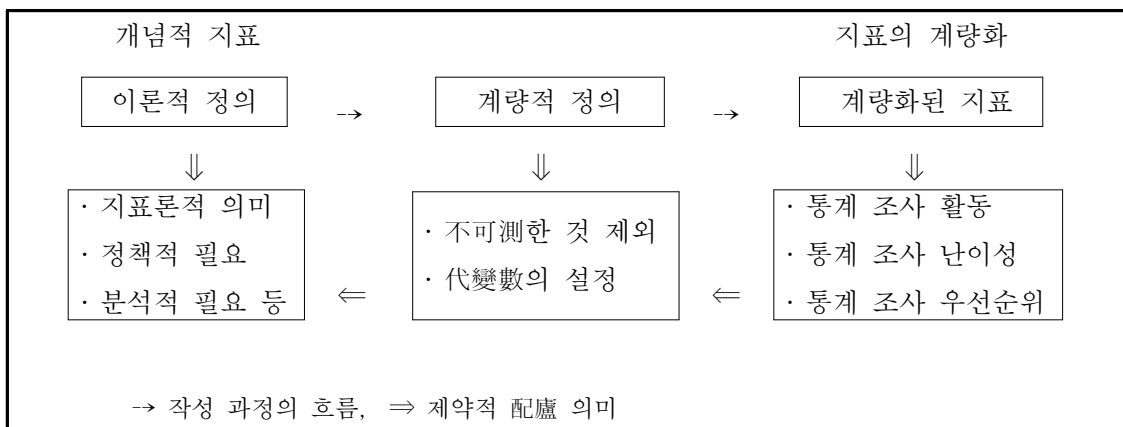 개념적 지표 지표의 계량화
이론적 정의 → 계량적 정의 → 계량화된 지표
⇓ ⇓ ⇓
· 지표론적 의미
· 정책적 필요
· 분석적 필요 등
⇐
· 不可測한 것 제외
· 代變數의 설정
⇐
· 통계 조사 활동
· 통계 조사 난이성
· 통계 조사 우선순위
→ 작성 과정의 흐름, ⇒ 제약적 配廬 의미